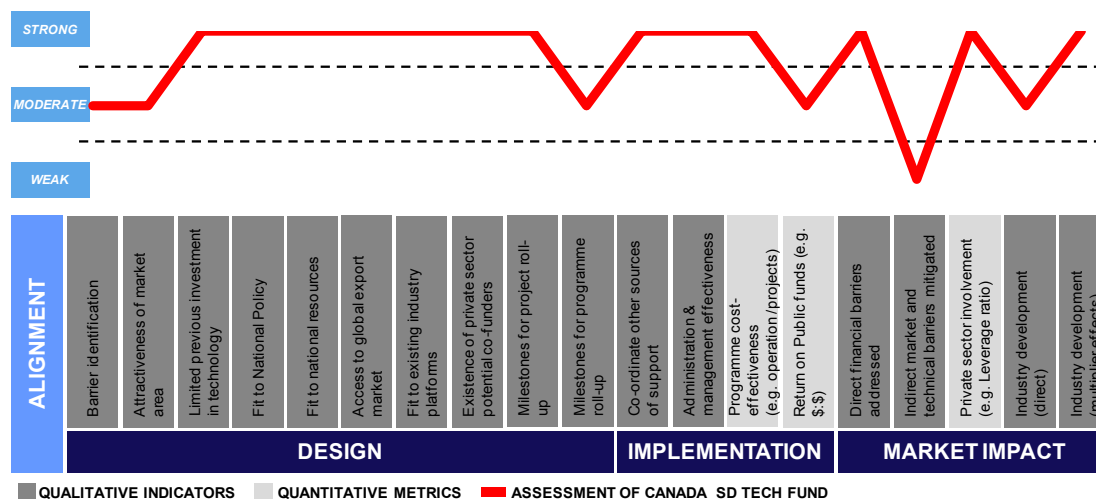 STRONG
MODERATE
WEAK
ALIGNMENT
Barrier identification
Attractiveness of market
area
Limited previous investment
in technology
Fit to National Policy
Fit to national resources
Access to global export
market
Fit to existing industry
platforms
Existence of private sector
potential co-funders
Milestones for project roll-
up
Milestones for programme
roll-up
Co-ordinate other sources
of support
Administration &
management effectiveness
Programme cost-
effectiveness
(e.g. operation/projects)
Return on Public funds (e.g.
$:$)
Direct financial barriers
addressed
Indirect market and
technical barriers mitigated
Private sector involvement
(e.g. Leverage ratio)
Industry development
(direct)
Industry development
(multiplier effects)
DESIGN
IMPLEMENTATION
MARKET IMPACT
QUALITATIVE INDICATORS
QUANTITATIVE METRICS
ASSESSMENT OF CANADA SD TECH FUND